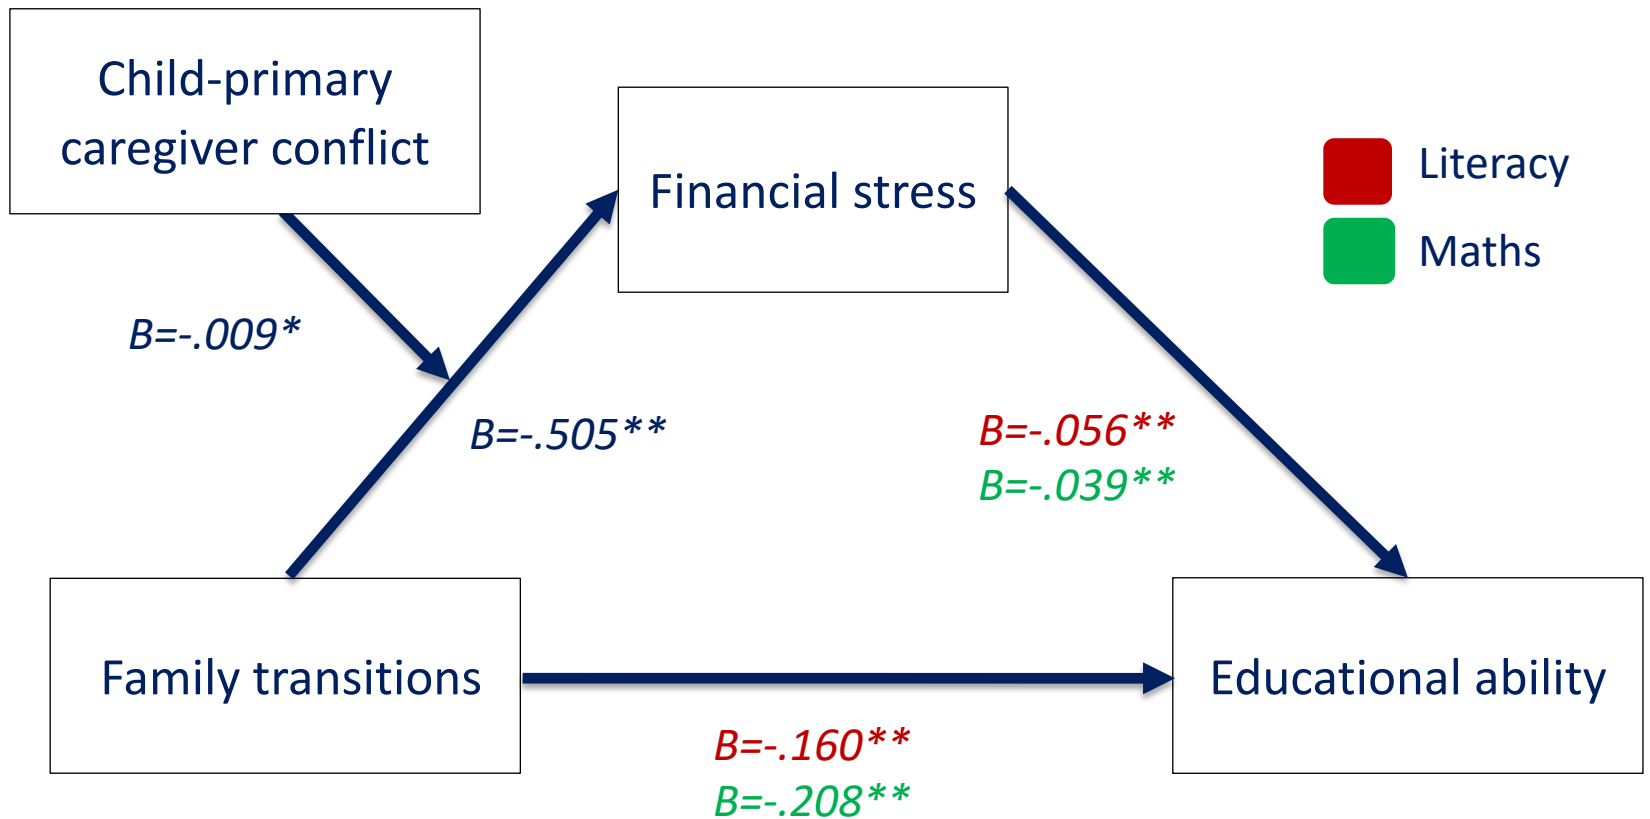 Child-primary
caregiver conflict
Financial stress
Literacy
Maths
B=-.009*
B=-.505**
B=-.056**
B=-.039**
Family transitions
Educational ability
B=-.160**
B=-.208**